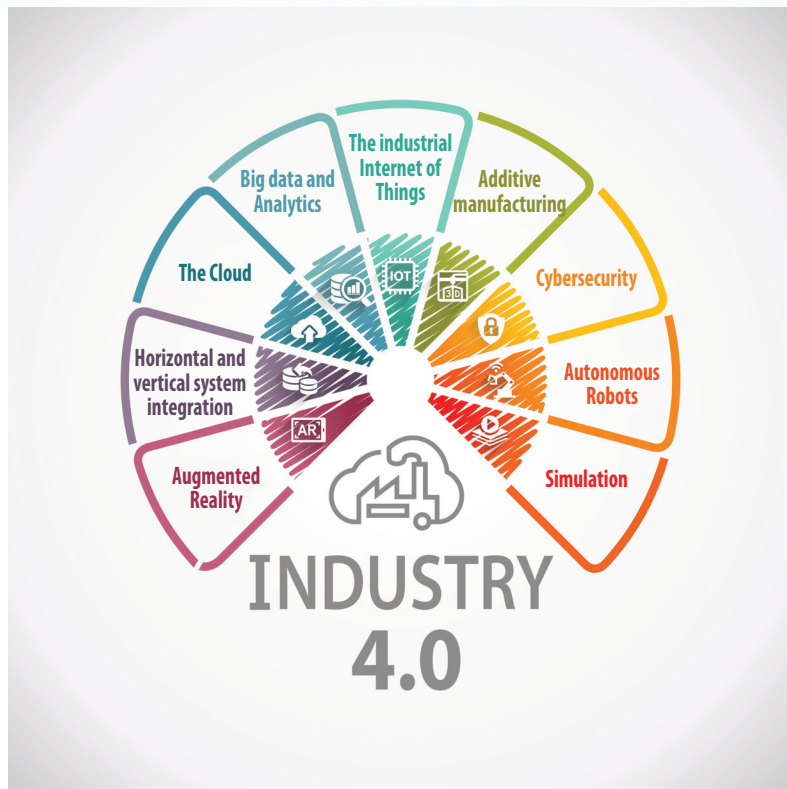 The industrial
Internet of
Things
Big data and
Analytics
Additive
manufacturing
The Cloud
Cybersecurity
Horizontal and
vertical system
integration
Autonomous
Robots
Augmented
Reality
Simulation
IOT
3D
AR
INDUSTRY
4.0